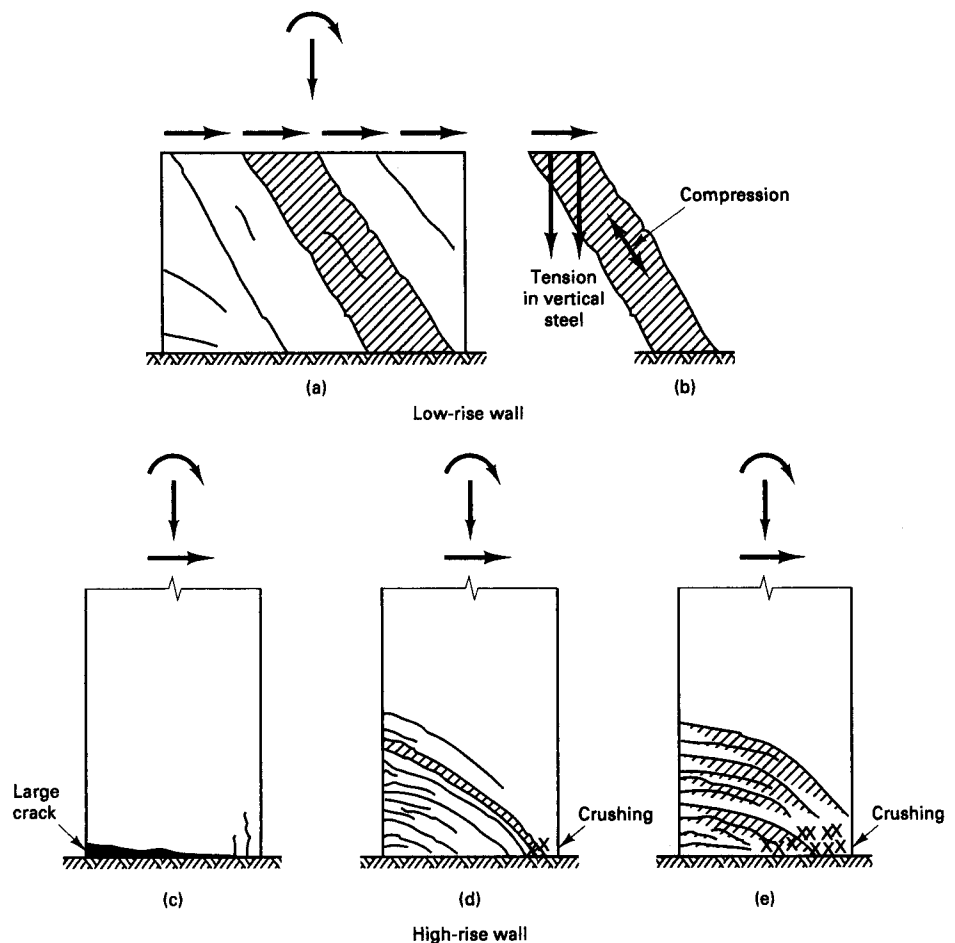 Compression
Tension
in vertical
steel
(a)
(b)
Low-rise wall
Large
crack
Crushing
Crushing
(c)
(d)
(e)
High-rise wall